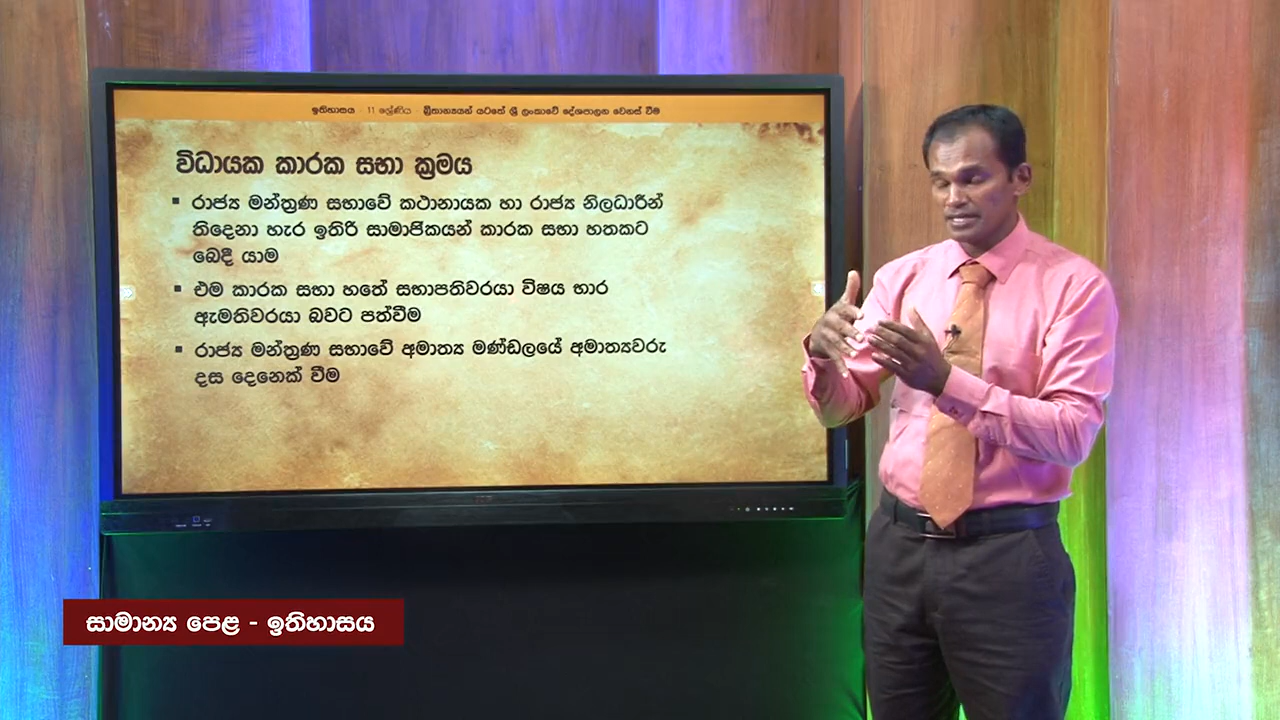 ඉතිහාසය - 11 ශ්‍රේණිය - බ්‍රිතාන්‍යයන් යටතේ ශ්‍රී ලංකාවේ දේශපාලන වෙනස් වීම
විධායක කාරක සභා ක්‍රමය
▪ රාජ්‍ය මන්ත්‍රණ සභාවේ කථානායක හා රාජ්‍ය නිලධාරීන්
තිදෙනා හැර ඉතිරි සාමාජිකයන් කාරක සභා හතකට
බෙදී යාම
▪ එම කාරක සභා හතේ සභාපතිවරයා විෂය භාර
ඇමතිවරයා බවට පත්වීම
▪ රාජ්‍ය මන්ත්‍රණ සභාවේ අමාත්‍ය මණ්ඩලයේ අමාත්‍යවරු
දස දෙනෙක් වීම
සාමාන්‍ය පෙළ - ඉතිහාසය